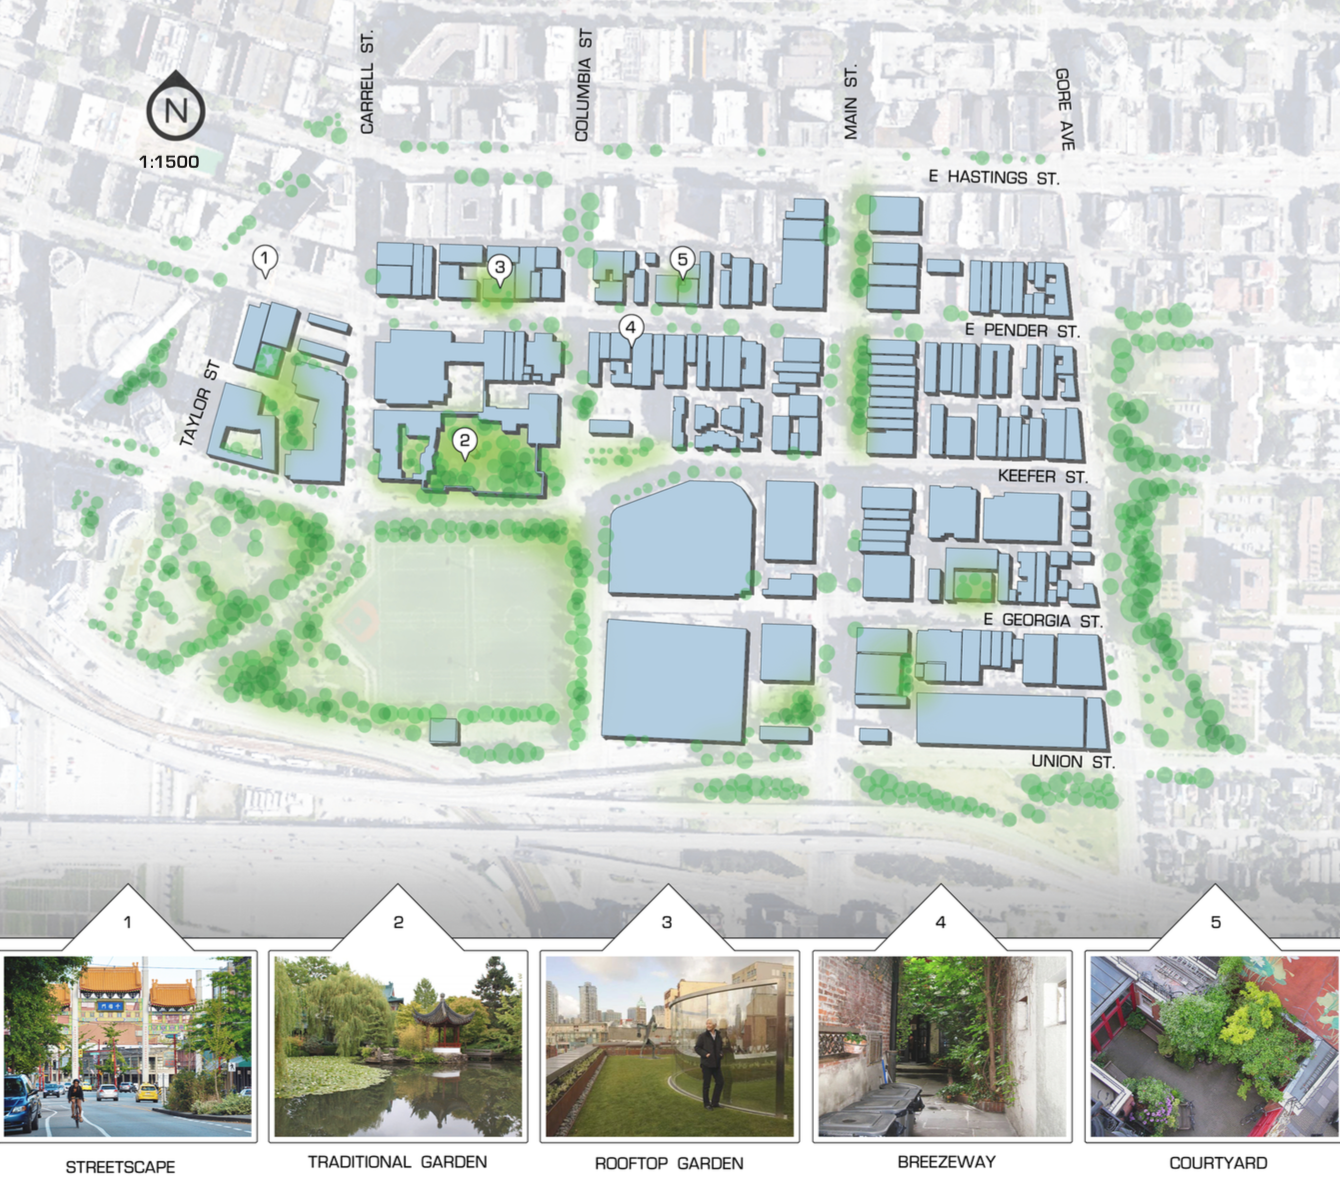 CARRELL ST.
COLUMBIA ST
MAIN ST.
GORE AVE
N
1:1500
E HASTINGS ST.
1
3
5
E PENDER ST.
4
TAYLOR ST
2
KEEFER ST.
E GEORGIA ST.
UNION ST.
1
2
3
4
5
STREETSCAPE
TRADITIONAL GARDEN
ROOFTOP GARDEN
BREEZEWAY
COURTYARD